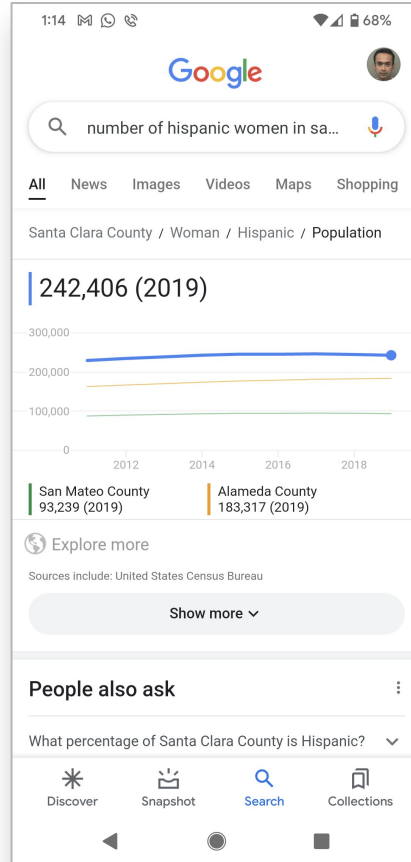 1:14 68%
Google
number of hispanic women in sa...
All News Images Videos Maps Shopping
Santa Clara County / Woman / Hispanic / Population
242,406 (2019)
300,000
200,000
100,000
0
2012 2014 2016 2018
San Mateo County
93,239 (2019)
Alameda County
183,317 (2019)
Explore more
Sources include: United States Census Bureau
Show more
People also ask
What percentage of Santa Clara County is Hispanic?
Discover Snapshot Search Collections